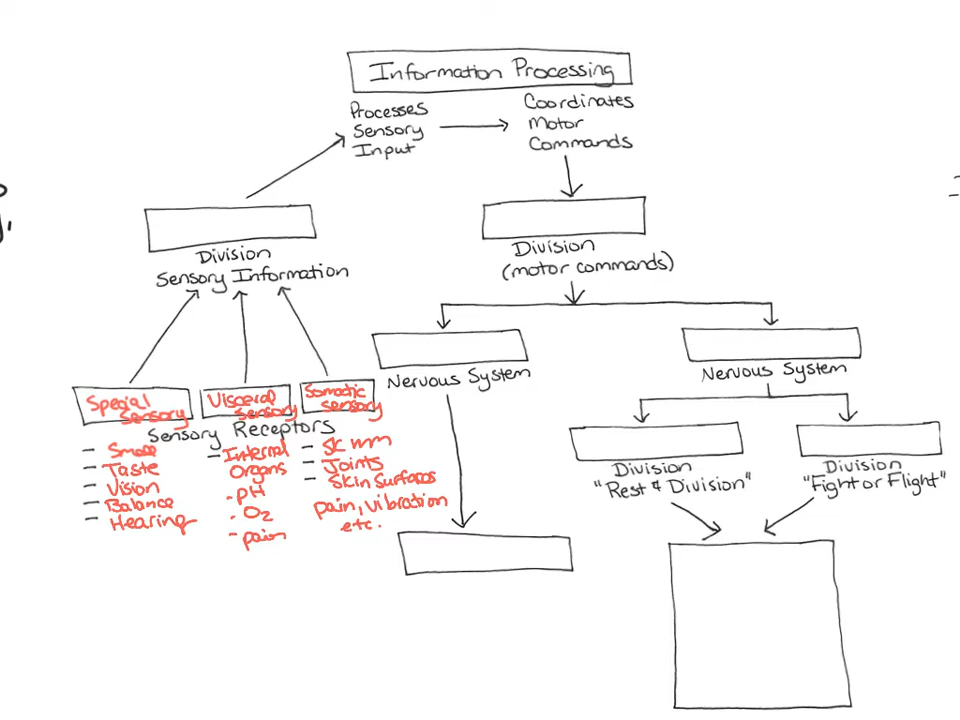 Information Processing
Processes
Sensory
Input
Coordinates
Motor
Commands
Division
Sensory Information
Division
(motor commands)
Nervous System
Nervous System
Special
Sensory
Visceral
Sensory
Somatic
Sensory
Sensory Receptors
- Smell
- Taste
- Vision
- Balance
- Hearing
- Internal
Organs
- pH
- O2
- pain
- Joints
- Skin Surfaces
pain, vibration
etc.
Division
"Rest & Division"
Division
"Fight or Flight"